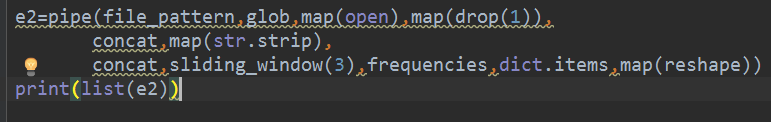 e2=pipe(file_pattern,glob,map(open),map(drop(1)),
concat,map(str.strip),
concat,sliding_window(3),frequencies,dict.items,map(reshape))
print(list(e2))